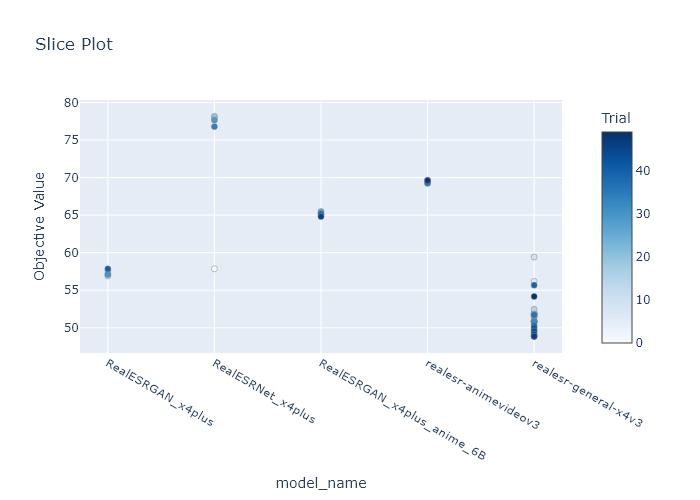 Slice Plot
Trial
80
75
70
65
60
55
50
Objective Value
40
30
20
10
0
RealESRGAN_x4plus
RealESRNet_x4plus
RealESRGAN_x4plus_anime_6B
realesr-animevideov3
realesr-general-x4v3
model_name